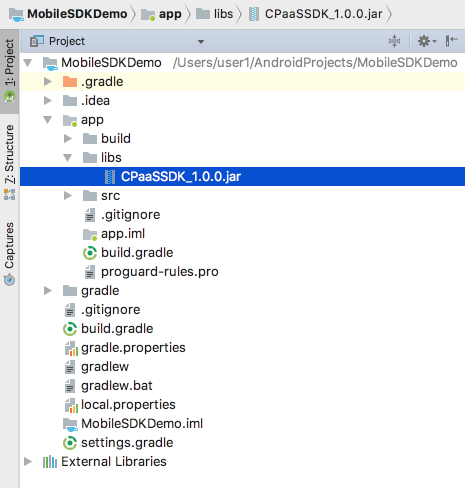 MobileSDKDemo app libs CPaaSSDK_1.0.0.jar
Project
MobileSDKDemo /Users/user1/AndroidProjects/MobileSDKDemo
.gradle
.idea
app
build
libs
CPaaSSDK_1.0.0.jar
src
.gitignore
app.iml
build.gradle
proguard-rules.pro
gradle
.gitignore
build.gradle
gradle.properties
gradlew
gradlew.bat
local.properties
MobileSDKDemo.iml
settings.gradle
External Libraries
1: Project
7: Structure
Captures